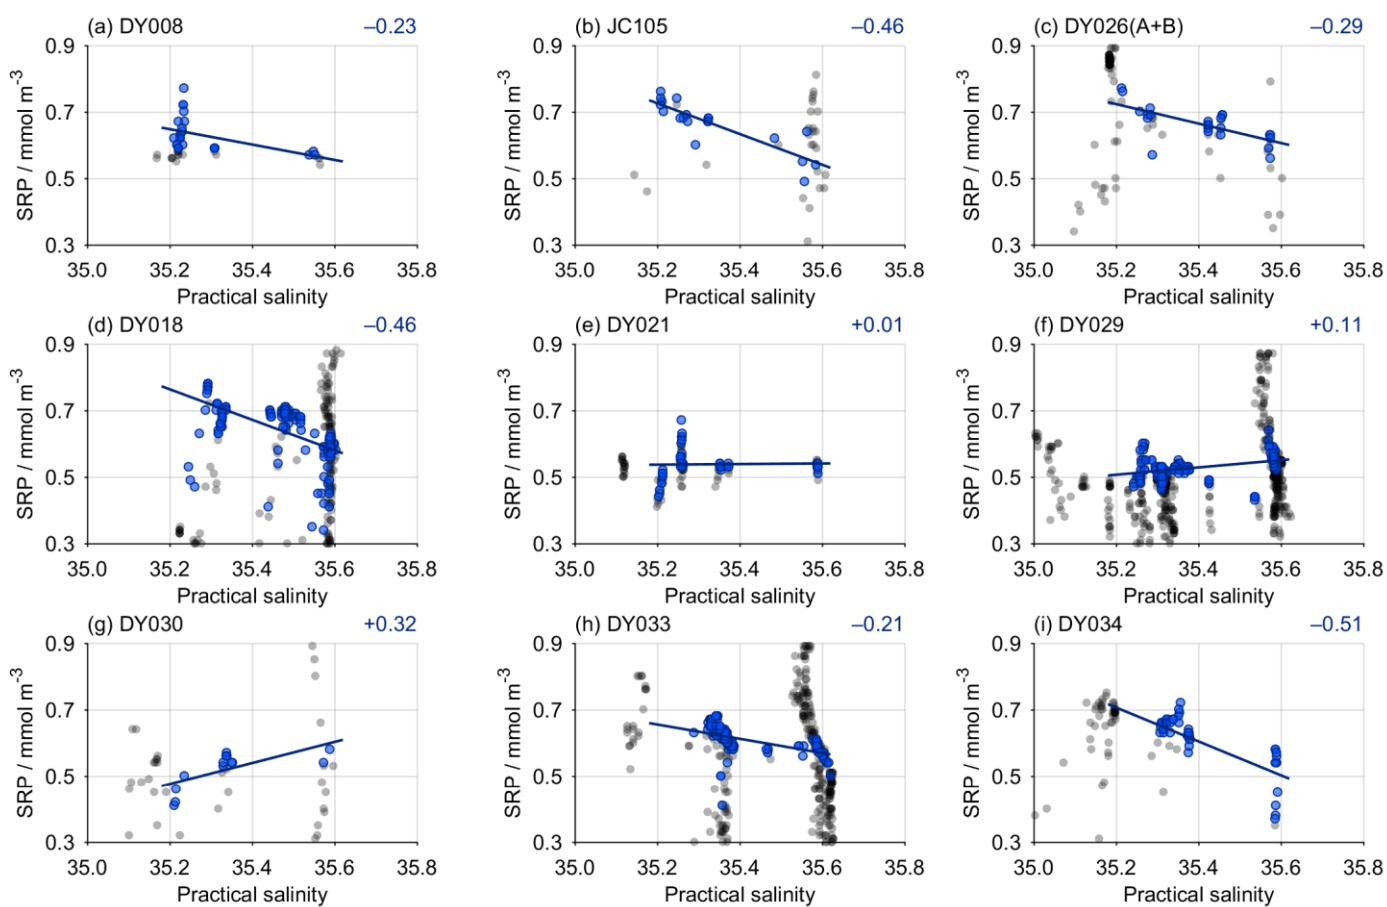 (a) DY008 –0.23
(b) JC105 –0.46
(c) DY026(A+B) –0.29
0.9
0.7
0.5
0.3
SRP / mmol m⁻³
35.0 35.2 35.4 35.6 35.8
Practical salinity
0.9
0.7
0.5
0.3
SRP / mmol m⁻³
35.0 35.2 35.4 35.6 35.8
Practical salinity
0.9
0.7
0.5
0.3
SRP / mmol m⁻³
35.0 35.2 35.4 35.6 35.8
Practical salinity
(d) DY018 –0.46
(e) DY021 +0.01
(f) DY029 +0.11
0.9
0.7
0.5
0.3
SRP / mmol m⁻³
35.0 35.2 35.4 35.6 35.8
Practical salinity
0.9
0.7
0.5
0.3
SRP / mmol m⁻³
35.0 35.2 35.4 35.6 35.8
Practical salinity
0.9
0.7
0.5
0.3
SRP / mmol m⁻³
35.0 35.2 35.4 35.6 35.8
Practical salinity
(g) DY030 +0.32
(h) DY033 –0.21
(i) DY034 –0.51
0.9
0.7
0.5
0.3
SRP / mmol m⁻³
35.0 35.2 35.4 35.6 35.8
Practical salinity
0.9
0.7
0.5
0.3
SRP / mmol m⁻³
35.0 35.2 35.4 35.6 35.8
Practical salinity
0.9
0.7
0.5
0.3
SRP / mmol m⁻³
35.0 35.2 35.4 35.6 35.8
Practical salinity